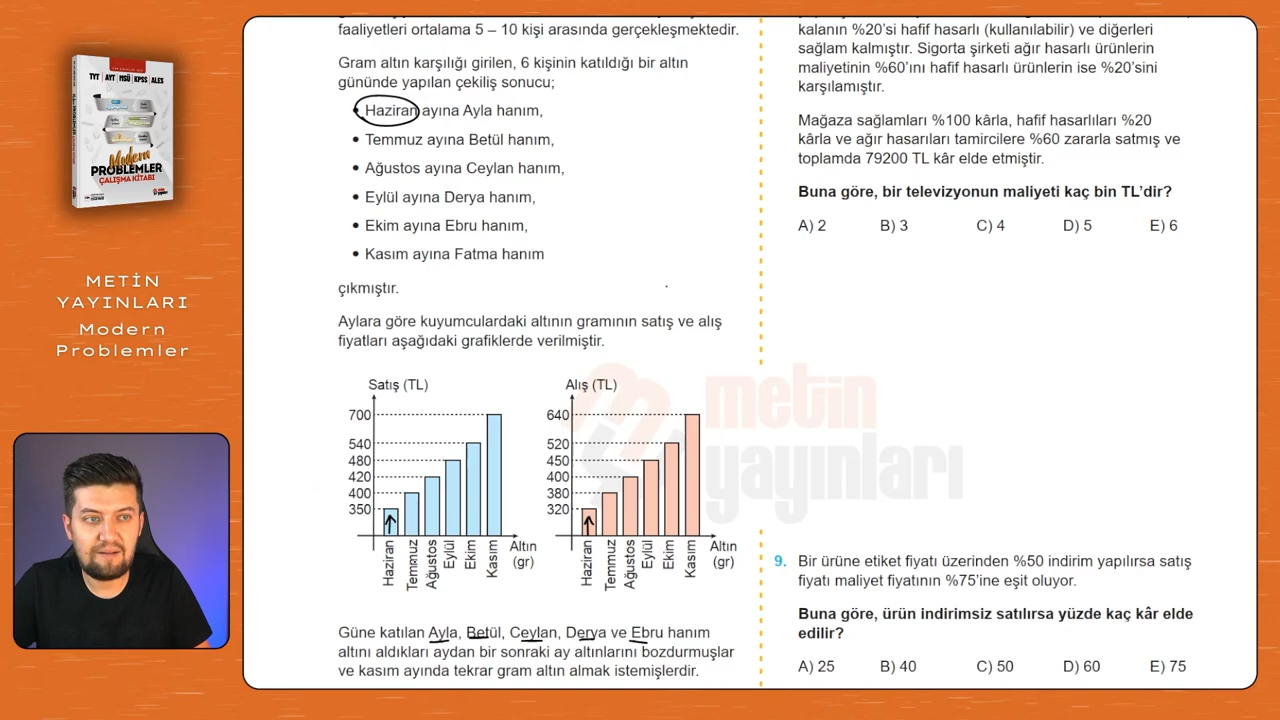 TYT | AYT | MSÜ | KPSS | ALES
Modern
PROBLEMLER
ÇALIŞMA KİTABI
METİN
YAYINLARI
Modern
Problemler
faaliyetleri ortalama 5 – 10 kişi arasında gerçekleşmektedir.
Gram altın karşılığı girilen, 6 kişinin katıldığı bir altın
gününde yapılan çekiliş sonucu;
• Haziran ayına Ayla hanım,
• Temmuz ayına Betül hanım,
• Ağustos ayına Ceylan hanım,
• Eylül ayına Derya hanım,
• Ekim ayına Ebru hanım,
• Kasım ayına Fatma hanım
çıkmıştır.
Aylara göre kuyumculardaki altının gramının satış ve alış
fiyatları aşağıdaki grafiklerde verilmiştir.
Satış (TL)
700
540
480
420
400
350
Haziran
Temmuz
Ağustos
Eylül
Ekim
Kasım
Altın
(gr)
Alış (TL)
640
520
450
400
380
320
Haziran
Temmuz
Ağustos
Eylül
Ekim
Kasım
Altın
(gr)
Güne katılan Ayla, Betül, Ceylan, Derya ve Ebru hanım
altını aldıkları aydan bir sonraki ay altınlarını bozdurmuşlar
ve kasım ayında tekrar gram altın almak istemişlerdir.
kalanın %20’si hafif hasarlı (kullanılabilir) ve diğerleri
sağlam kalmıştır. Sigorta şirketi ağır hasarlı ürünlerin
maliyetinin %60’ını hafif hasarlı ürünlerin ise %20’sini
karşılamıştır.
Mağaza sağlamları %100 kârla, hafif hasarlıları %20
kârla ve ağır hasarlıları tamircilere %60 zararla satmış ve
toplamda 79200 TL kâr elde etmiştir.
Buna göre, bir televizyonun maliyeti kaç bin TL’dir?
A) 2 B) 3 C) 4 D) 5 E) 6
metin
yayınları
9. Bir ürüne etiket fiyatı üzerinden %50 indirim yapılırsa satış
fiyatı maliyet fiyatının %75’ine eşit oluyor.
Buna göre, ürün indirimsiz satılırsa yüzde kaç kâr elde
edilir?
A) 25 B) 40 C) 50 D) 60 E) 75